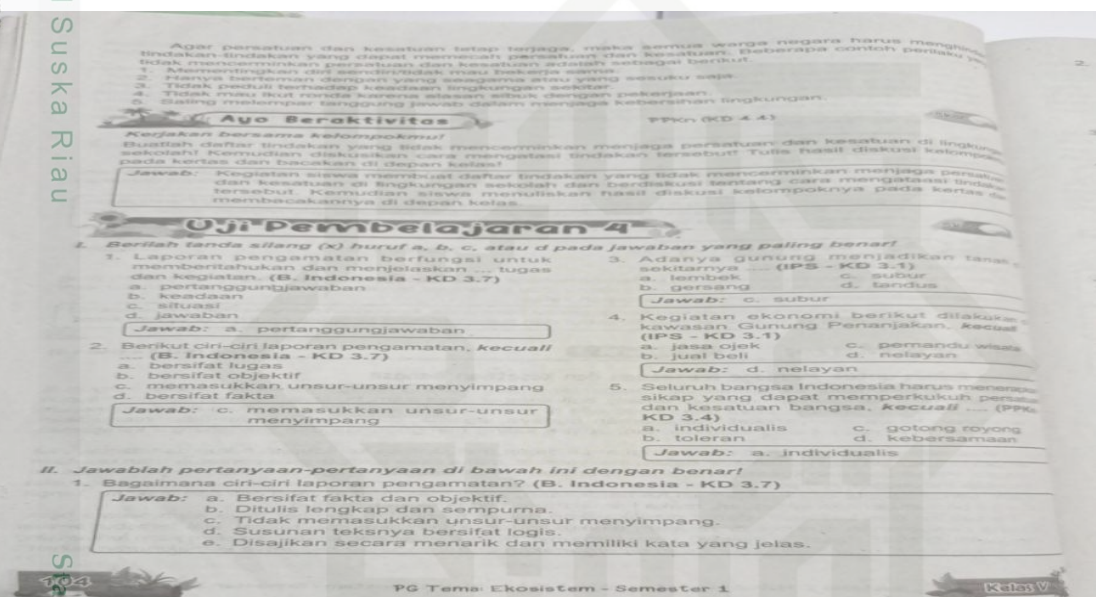 Suska Riau
Agar persatuan dan kesatuan tetap terjaga, maka semua warga negara harus
tindakan-tindakan yang dapat memecah persatuan dan kesatuan. Beberapa contoh perilaku
tidak mencerminkan persatuan dan kesatuan adalah sebagai berikut.
1. Mementingkan diri sendiri/tidak mau bekerja sama.
2. Hanya berteman dengan yang seagama atau yang sesuku saja.
3. Tidak peduli terhadap keadaan lingkungan sekitar.
4. Tidak mau ikut ronda karena alasan sibuk dengan pekerjaan.
5. Saling melempar tanggung jawab dalam menjaga kebersihan lingkungan.
2.
Ayo Beraktivitas
PPKn (KD 4.4)
Kerjakan bersama kelompokmu!
Buatlah daftar tindakan yang tidak mencerminkan menjaga persatuan dan kesatuan di
sekolah! Kemudian diskusikan cara mengatasi tindakan tersebut! Tulis hasil diskusi
pada kertas dan bacakan di depan kelas!
Jawab: Kegiatan siswa membuat daftar tindakan yang tidak mencerminkan menjaga
dan kesatuan di lingkungan sekolah dan berdiskusi tentang cara mengatasi
tersebut. Kemudian siswa menuliskan hasil diskusi kelompoknya pada kertas
membacakannya di depan kelas.
Uji Pembelajaran 4
I. Berilah tanda silang (x) huruf a, b, c, atau d pada jawaban yang paling benar!
1. Laporan pengamatan berfungsi untuk
memberitahukan dan menjelaskan ... tugas
dan kegiatan. (B. Indonesia - KD 3.7)
a. pertanggungjawaban
b. keadaan
c. situasi
d. jawaban
Jawab: a. pertanggungjawaban
2. Berikut ciri-ciri laporan pengamatan, kecuali
.... (B. Indonesia - KD 3.7)
a. bersifat lugas
b. bersifat objektif
c. memasukkan unsur-unsur menyimpang
d. bersifat fakta
Jawab: c. memasukkan unsur-unsur
menyimpang
3. Adanya gunung menjadikan
sekitarnya .... (IPS - KD 3.1)
a. lembek c. subur
b. gersang d. tandus
Jawab: c. subur
4. Kegiatan ekonomi berikut
kawasan Gunung Penanjakan,
(IPS - KD 3.1)
a. jasa ojek c. pemandu wisata
b. jual beli d. nelayan
Jawab: d. nelayan
5. Seluruh bangsa Indonesia harus
sikap yang dapat memperkukuh
dan kesatuan bangsa, kecuali ....
KD 3.4)
a. individualis c. gotong royong
b. toleran d. kebersamaan
Jawab: a. individualis
II. Jawablah pertanyaan-pertanyaan di bawah ini dengan benar!
1. Bagaimana ciri-ciri laporan pengamatan? (B. Indonesia - KD 3.7)
Jawab: a. Bersifat fakta dan objektif.
b. Ditulis lengkap dan sempurna.
c. Tidak memasukkan unsur-unsur menyimpang.
d. Susunan teksnya bersifat logis.
e. Disajikan secara menarik dan memiliki kata yang jelas.
104
PG Tema: Ekosistem - Semester 1
Kelas V